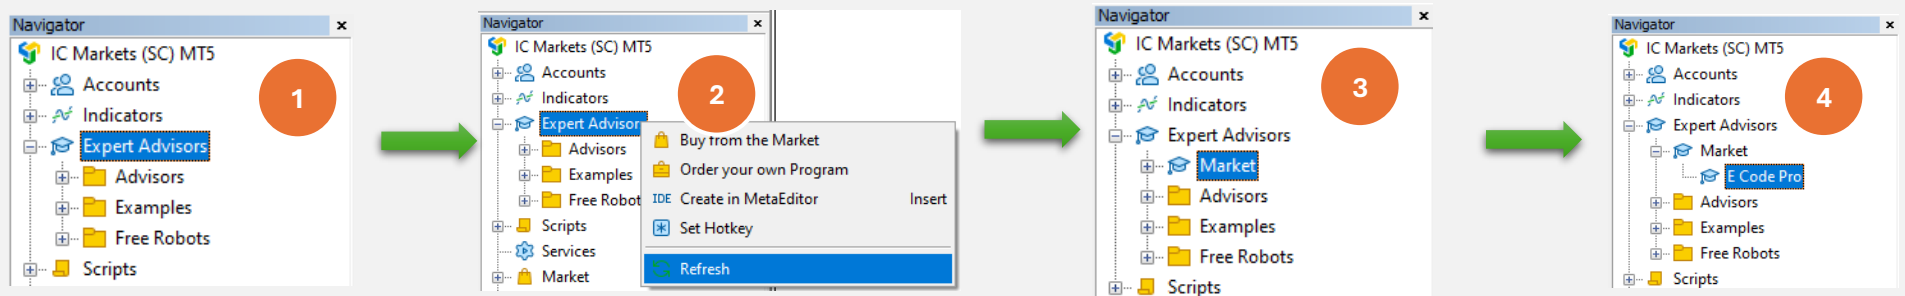 Navigator
IC Markets (SC) MT5
Accounts
Indicators
Expert Advisors
Advisors
Examples
Free Robots
Scripts
1
Navigator
IC Markets (SC) MT5
Accounts
Indicators
Expert Advisor
Advisors
Examples
Free Robot
Scripts
Services
Market
2
Buy from the Market
Order your own Program
IDE Create in MetaEditor Insert
Set Hotkey
Refresh
Navigator
IC Markets (SC) MT5
Accounts
Indicators
Expert Advisors
Market
Advisors
Examples
Free Robots
Scripts
3
Navigator
IC Markets (SC) MT5
Accounts
Indicators
Expert Advisors
Market
E Code Pro
Advisors
Examples
Free Robots
Scripts
4